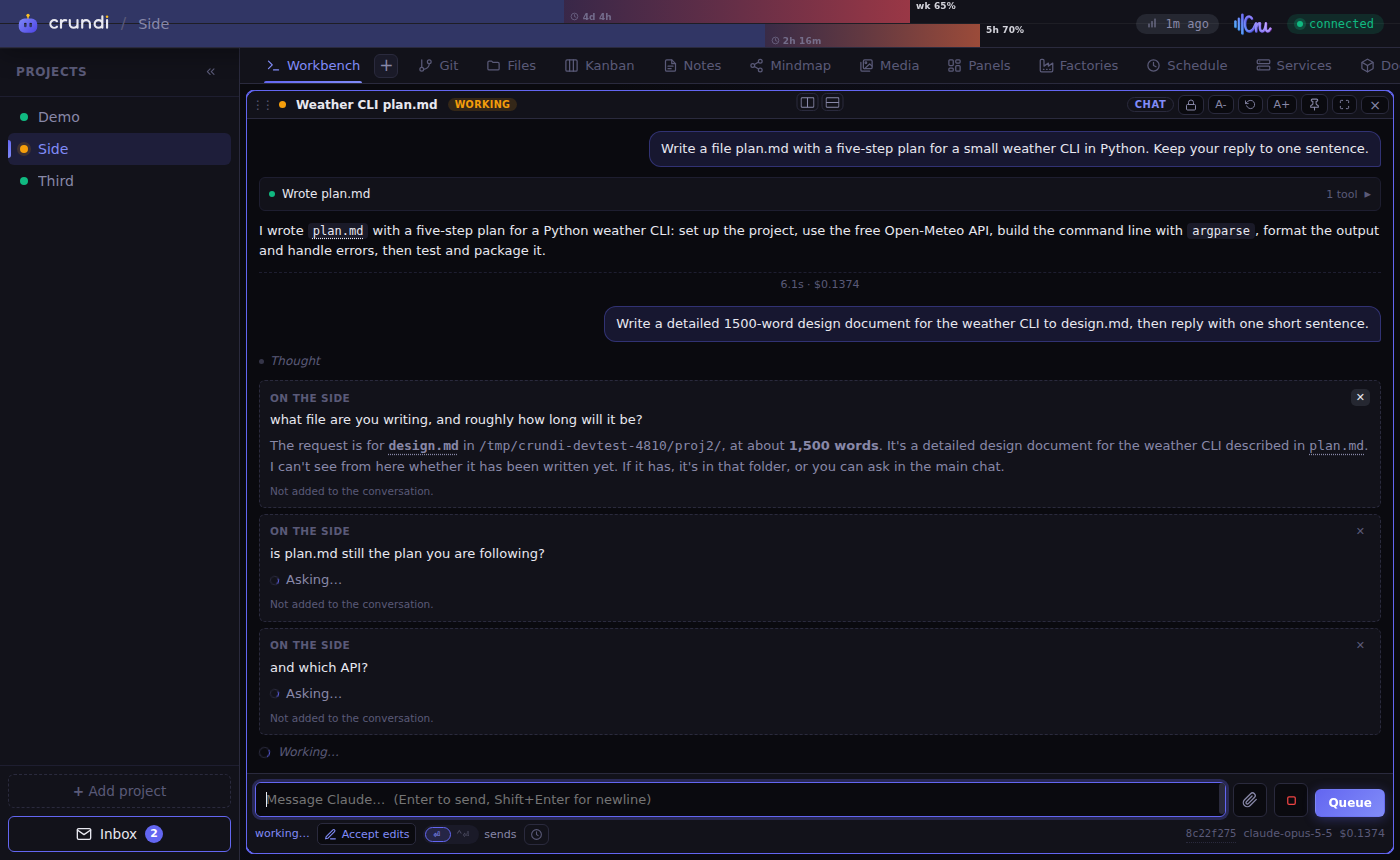 crundi / Side
4d 4h
wk 65%
2h 16m
5h 70%
1m ago
Cru
connected
PROJECTS «
Demo
Side
Third
+ Add project
Inbox 2
Workbench + Git Files Kanban Notes Mindmap Media Panels Factories Schedule Services Do
Weather CLI plan.md WORKING CHAT A- A+ ×
Write a file plan.md with a five-step plan for a small weather CLI in Python. Keep your reply to one sentence.
Wrote plan.md 1 tool ▶
I wrote plan.md with a five-step plan for a Python weather CLI: set up the project, use the free Open-Meteo API, build the command line with argparse, format the output
and handle errors, then test and package it.
6.1s · $0.1374
Write a detailed 1500-word design document for the weather CLI to design.md, then reply with one short sentence.
Thought
ON THE SIDE ×
what file are you writing, and roughly how long will it be?
The request is for design.md in /tmp/crundi-devtest-4810/proj2/, at about 1,500 words. It's a detailed design document for the weather CLI described in plan.md.
I can't see from here whether it has been written yet. If it has, it's in that folder, or you can ask in the main chat.
Not added to the conversation.
ON THE SIDE ×
is plan.md still the plan you are following?
Asking…
Not added to the conversation.
ON THE SIDE ×
and which API?
Asking…
Not added to the conversation.
Working…
Message Claude… (Enter to send, Shift+Enter for newline)
Queue
working… Accept edits ⏎ ^⏎ sends 8c22f275 claude-opus-5-5 $0.1374